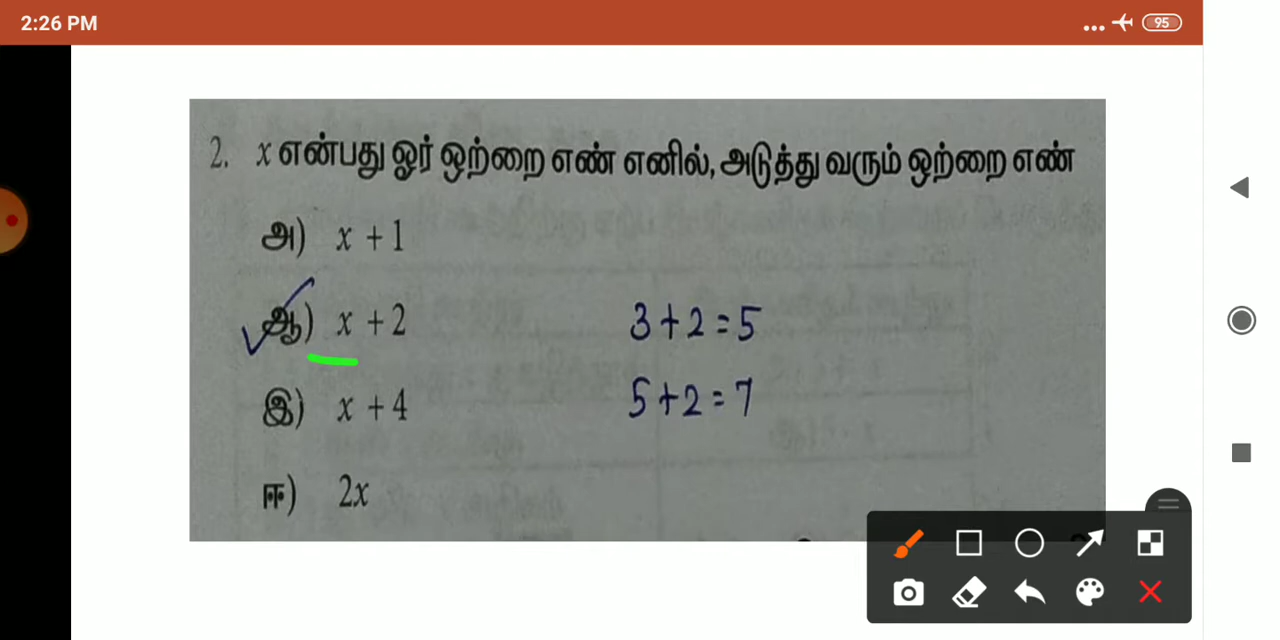 2:26 PM
95
2. x என்பது ஓர் ஒற்றை எண் எனில், அடுத்து வரும் ஒற்றை எண்
அ) x + 1
ஆ) x + 2 3 + 2 = 5
இ) x + 4 5 + 2 = 7
ஈ) 2x